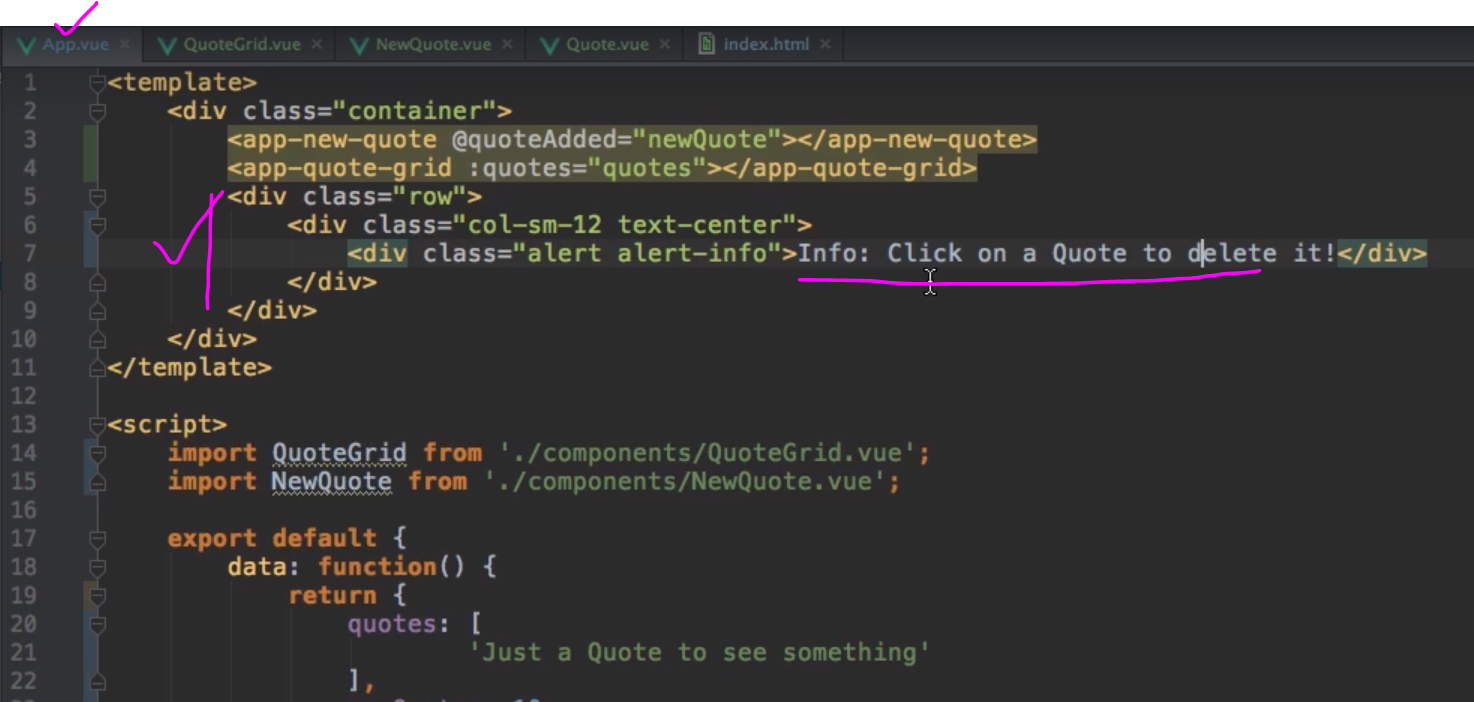 App.vue × QuoteGrid.vue × NewQuote.vue × Quote.vue × index.html ×
1 <template>
2 <div class="container">
3 <app-new-quote @quoteAdded="newQuote"></app-new-quote>
4 <app-quote-grid :quotes="quotes"></app-quote-grid>
5 <div class="row">
6 <div class="col-sm-12 text-center">
7 <div class="alert alert-info">Info: Click on a Quote to delete it!</div>
8 </div>
9 </div>
10 </div>
11 </template>
12
13 <script>
14 import QuoteGrid from './components/QuoteGrid.vue';
15 import NewQuote from './components/NewQuote.vue';
16
17 export default {
18 data: function() {
19 return {
20 quotes: [
21 'Just a Quote to see something'
22 ],